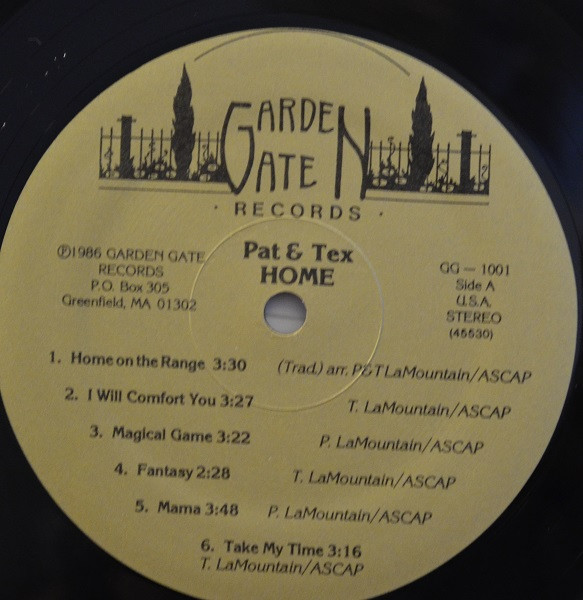 GARDEN
GATE
· RECORDS ·
Pat & Tex
HOME
℗1986 GARDEN GATE
RECORDS
P.O. Box 305
Greenfield, MA 01302
GG — 1001
Side A
U.S.A.
STEREO
(45530)
1. Home on the Range 3:30 (Trad.) arr. P&T LaMountain/ASCAP
2. I Will Comfort You 3:27 T. LaMountain/ASCAP
3. Magical Game 3:22 P. LaMountain/ASCAP
4. Fantasy 2:28 T. LaMountain/ASCAP
5. Mama 3:48 P. LaMountain/ASCAP
6. Take My Time 3:16
T. LaMountain/ASCAP